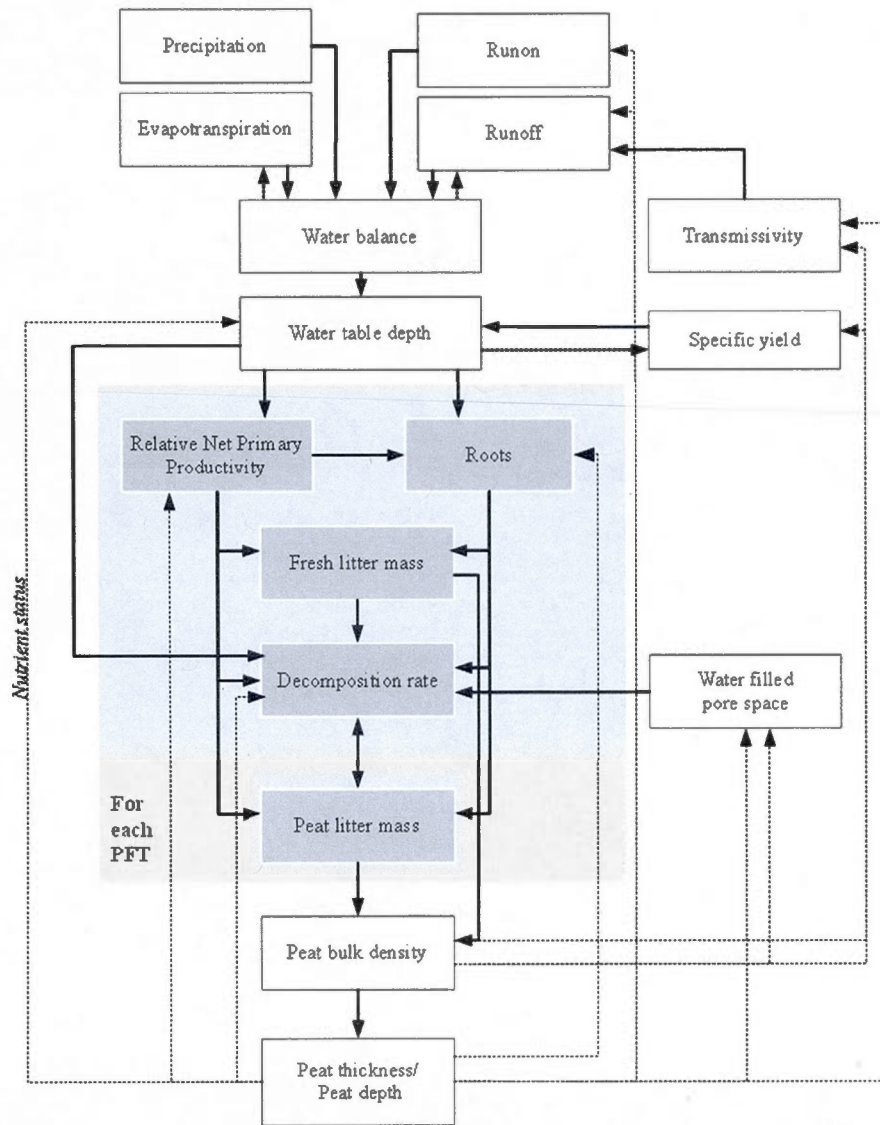 Precipitation
Runon
Evapotranspiration
Runoff
Water balance
Transmissivity
Water table depth
Specific yield
Relative Net Primary
Productivity
Roots
Fresh litter mass
Nutrient status
Decomposition rate
Water filled
pore space
For
each
PFT
Peat litter mass
Peat bulk density
Peat thickness/
Peat depth